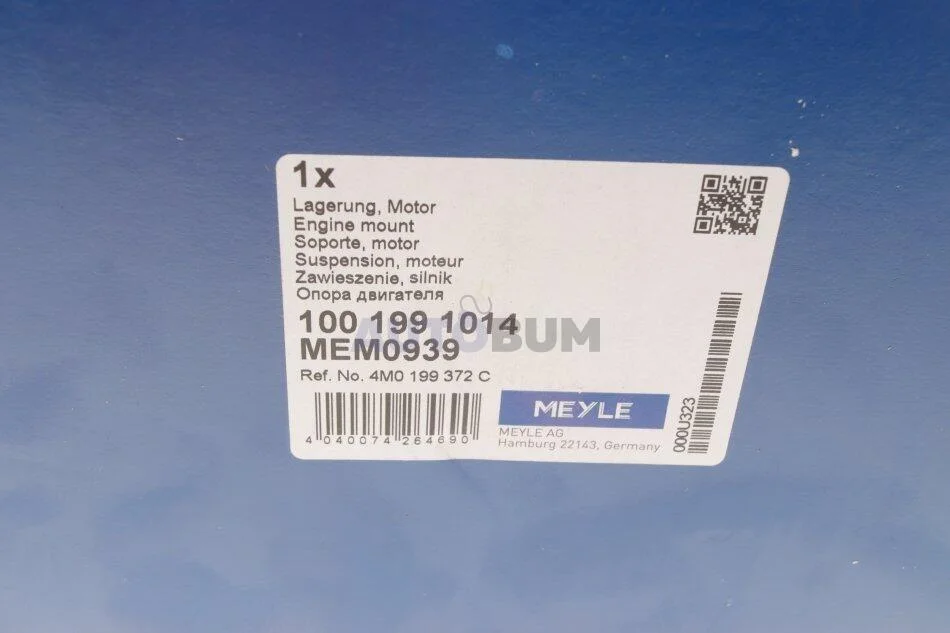 1x
Lagerung, Motor
Engine mount
Soporte, motor
Suspension, moteur
Zawieszenie, silnik
Опора двигателя
100 199 1014
AUTOBUM
MEM0939
Ref. No. 4M0 199 372 C
4 040074 264690
MEYLE
MEYLE AG
Hamburg 22143, Germany
000U323